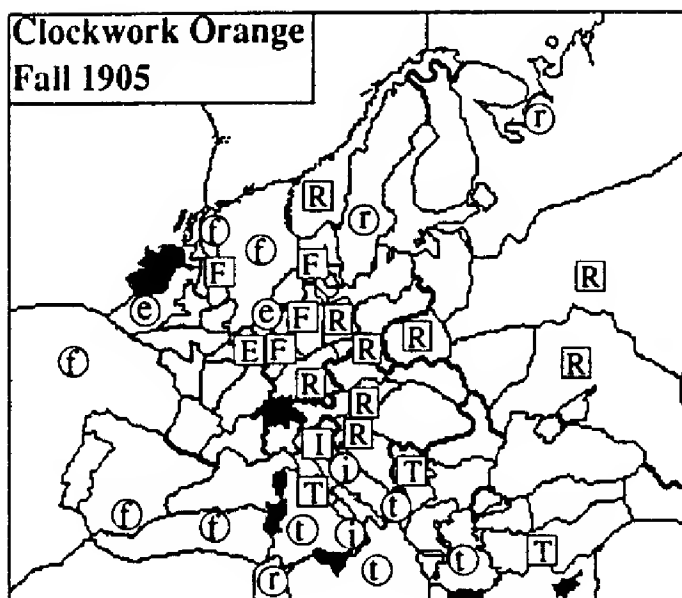 Clockwork Orange
Fall 1905
r
R r
f f F
F R
e e F R
E F R R
f R R
R
I R
i T
T t
f f t i
t T
r t